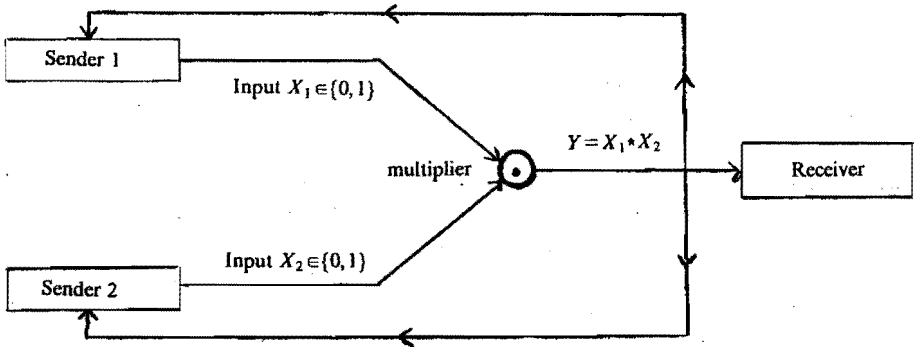 Sender 1
Input X₁∈{0,1}
Y=X₁*X₂
multiplier
Receiver
Input X₂∈{0,1}
Sender 2